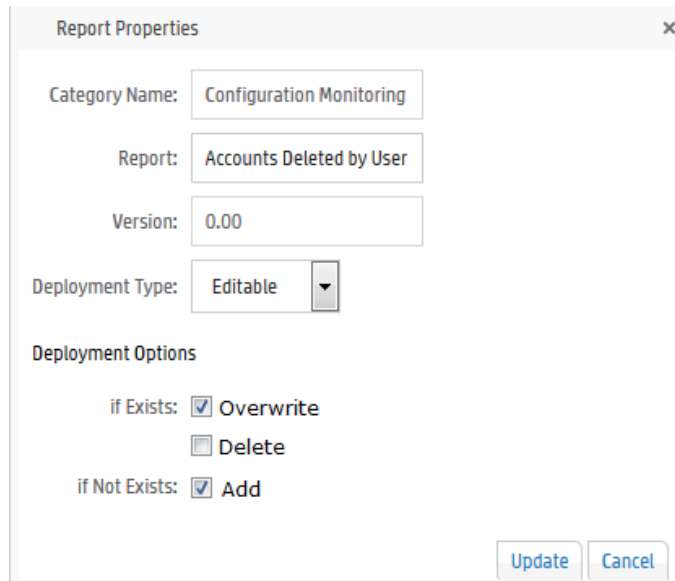 Report Properties ×
Category Name: Configuration Monitoring
Report: Accounts Deleted by User
Version: 0.00
Deployment Type: Editable
Deployment Options
if Exists: Overwrite
Delete
if Not Exists: Add
Update Cancel